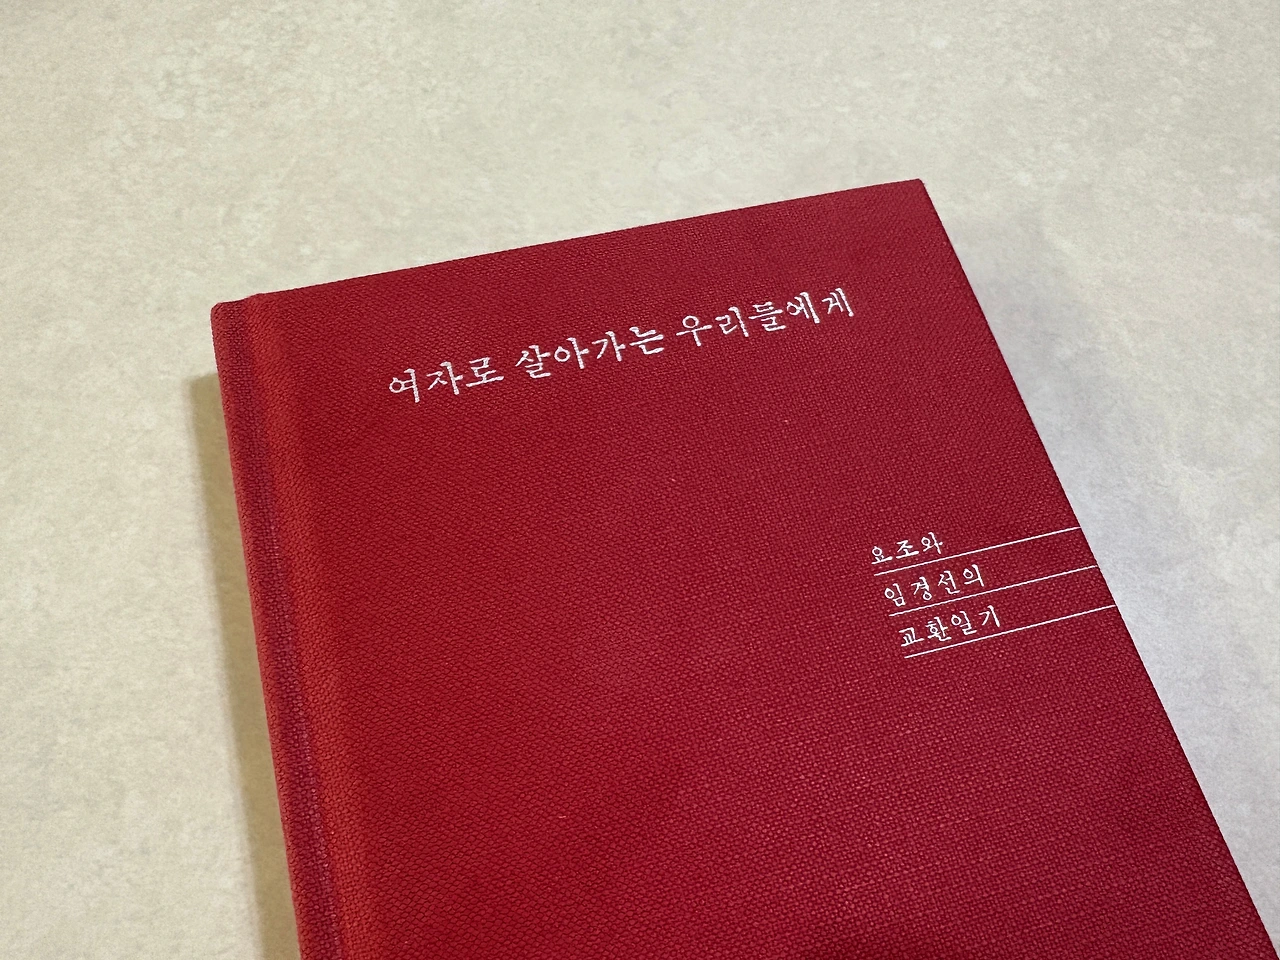 여자로 살아가는 우리들에게
요조와
임경선의
교환일기